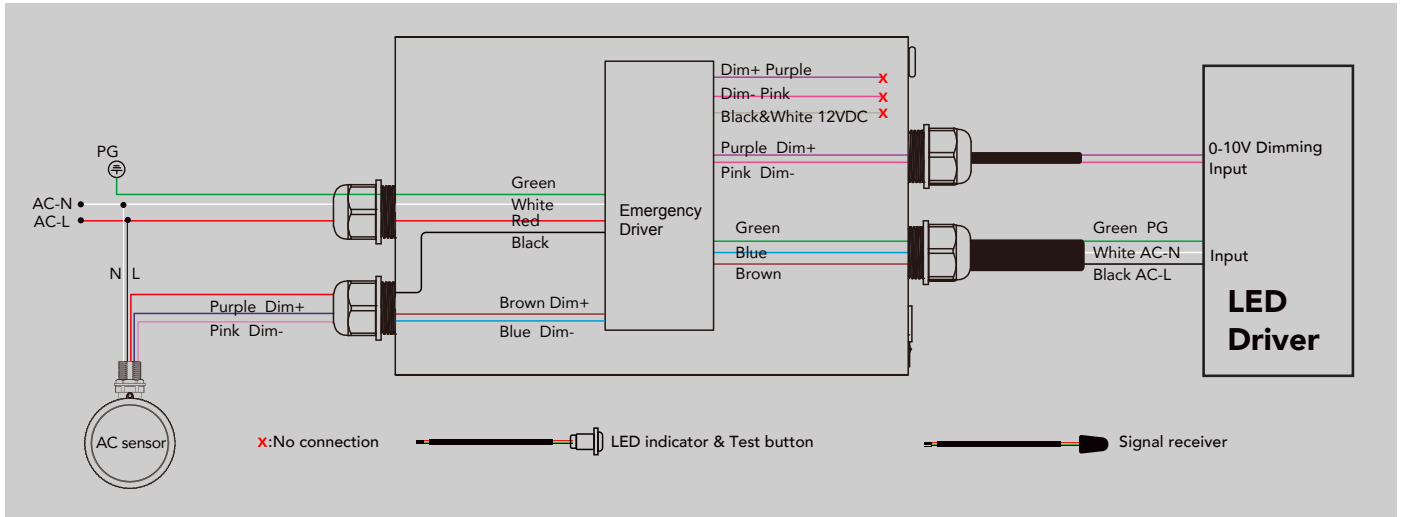 PG
AC-N
AC-L
N L
Purple Dim+
Pink Dim-
AC sensor
Green
White
Red
Black
Brown Dim+
Blue Dim-
Emergency
Driver
Dim+ Purple
Dim- Pink
Black&White 12VDC
x
x
x
Purple Dim+
Pink Dim-
Green
Blue
Brown
0-10V Dimming
Input
Green PG
White AC-N
Black AC-L
Input
LED
Driver
x:No connection
LED indicator & Test button
Signal receiver